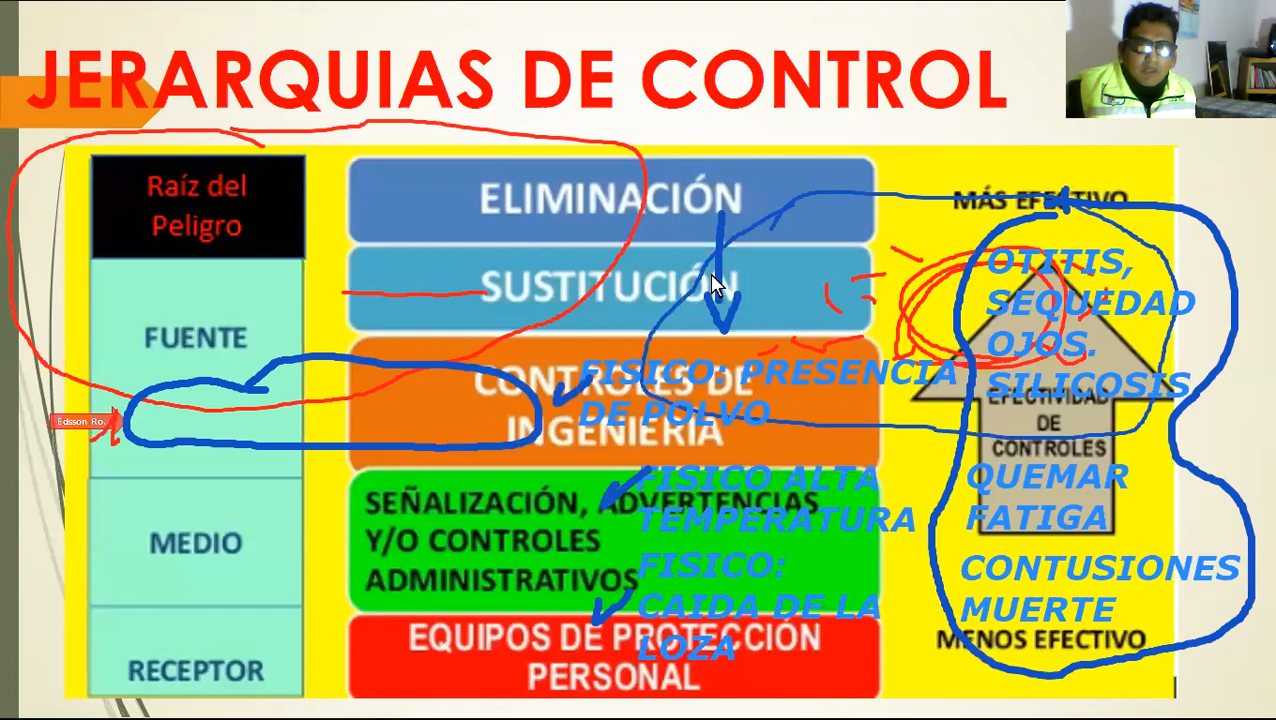 JERARQUIAS DE CONTROL
Raíz del
Peligro
FUENTE
MEDIO
RECEPTOR
ELIMINACIÓN
SUSTITUCIÓN
CONTROLES DE
INGENIERÍA
SEÑALIZACIÓN, ADVERTENCIAS
Y/O CONTROLES
ADMINISTRATIVOS
EQUIPOS DE PROTECCIÓN
PERSONAL
FISICO: PRESENCIA
DE POLVO
FISICO ALTA
TEMPERATURA
FISICO:
CAIDA DE LA
LOZA
MÁS EFECTIVO
OTITIS,
SEQUEDAD
OJOS.
SILICOSIS
EFECTIVIDAD
DE
CONTROLES
QUEMAR
FATIGA
CONTUSIONES
MUERTE
MENOS EFECTIVO
Edsson Ro.